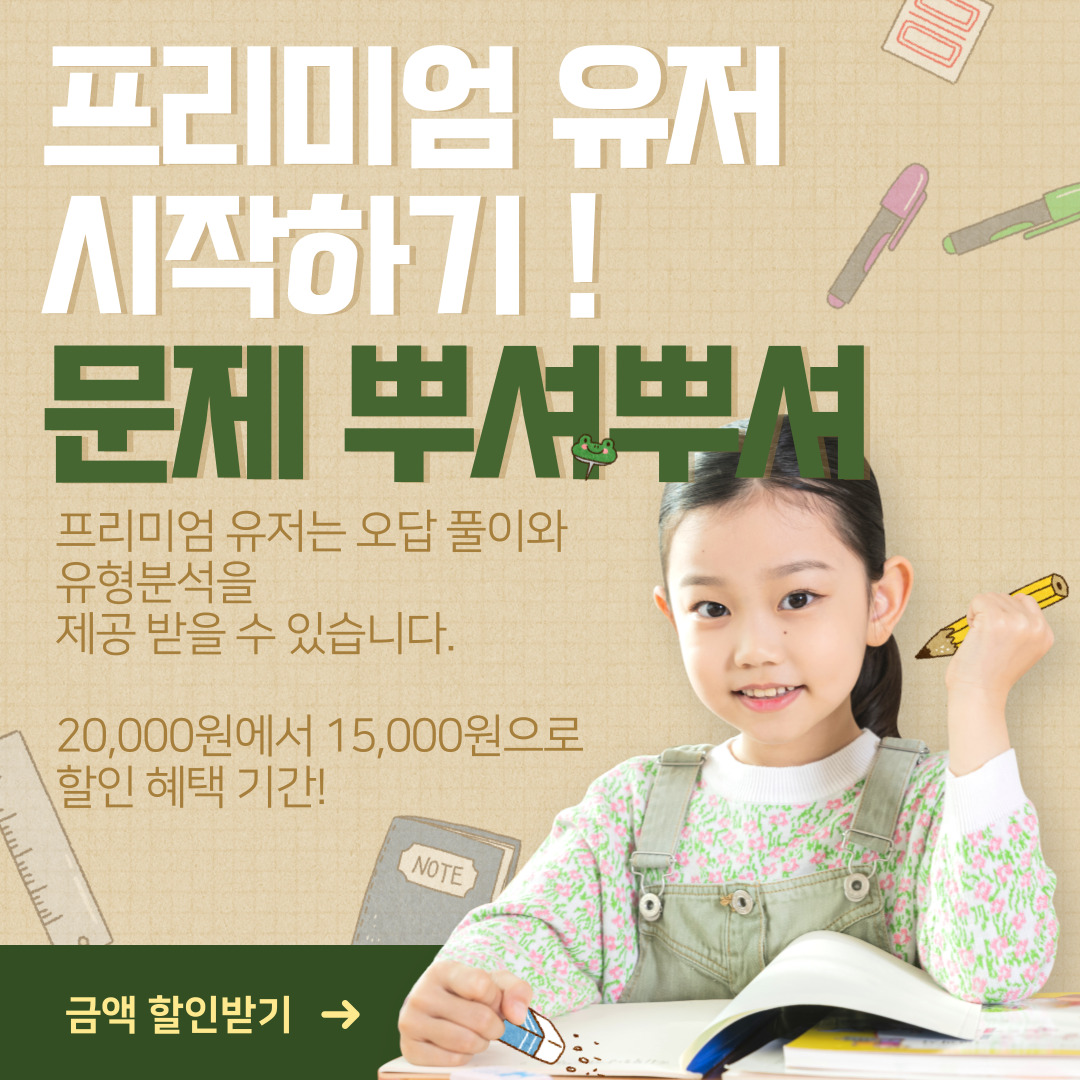 프리미엄 유저
시작하기 !
문제 뿌셔뿌셔
프리미엄 유저는 오답 풀이와
유형분석을
제공 받을 수 있습니다.
20,000원에서 15,000원으로
할인 혜택 기간!
NOTE
금액 할인받기 →